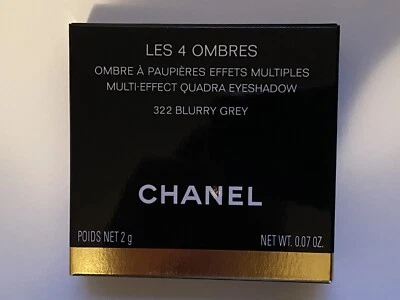 LES 4 OMBRES
OMBRE À PAUPIÈRES EFFETS MULTIPLES
MULTI-EFFECT QUADRA EYESHADOW
322 BLURRY GREY
CHANEL
POIDS NET 2 g NET WT. 0.07 OZ.